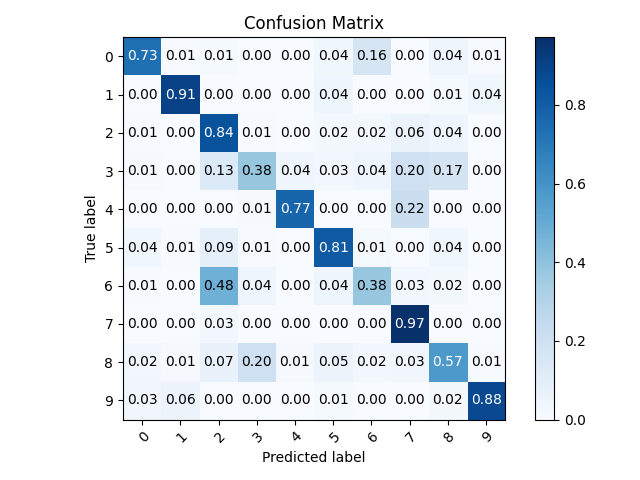 Confusion Matrix
0 0.73 0.01 0.01 0.00 0.00 0.04 0.16 0.00 0.04 0.01
1 0.00 0.91 0.00 0.00 0.00 0.04 0.00 0.00 0.01 0.04
2 0.01 0.00 0.84 0.01 0.00 0.02 0.02 0.06 0.04 0.00
3 0.01 0.00 0.13 0.38 0.04 0.03 0.04 0.20 0.17 0.00
4 0.00 0.00 0.00 0.01 0.77 0.00 0.00 0.22 0.00 0.00
5 0.04 0.01 0.09 0.01 0.00 0.81 0.01 0.00 0.04 0.00
6 0.01 0.00 0.48 0.04 0.00 0.04 0.38 0.03 0.02 0.00
7 0.00 0.00 0.03 0.00 0.00 0.00 0.00 0.97 0.00 0.00
8 0.02 0.01 0.07 0.20 0.01 0.05 0.02 0.03 0.57 0.01
9 0.03 0.06 0.00 0.00 0.00 0.01 0.00 0.00 0.02 0.88
0 1 2 3 4 5 6 7 8 9
True label
Predicted label
0.8
0.6
0.4
0.2
0.0